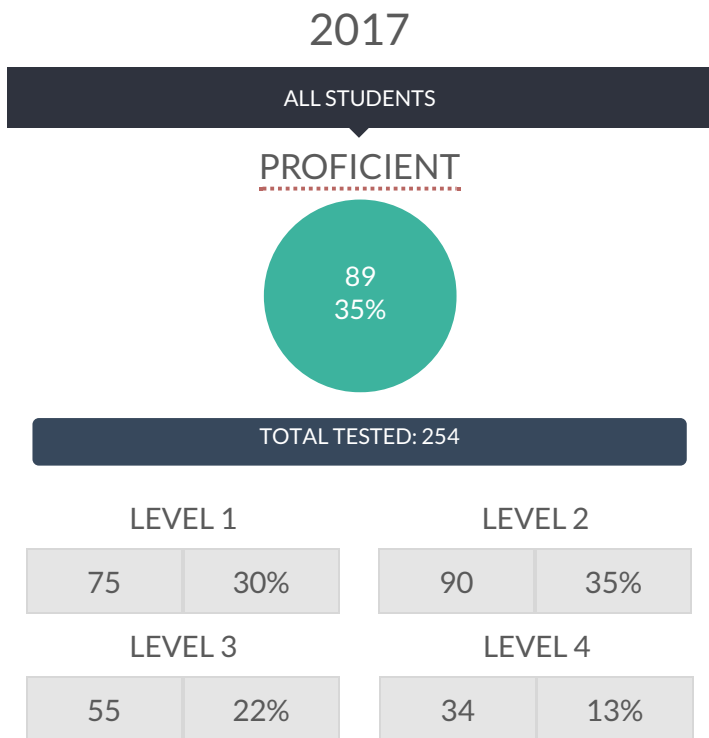 2017
ALL STUDENTS
PROFICIENT
89
35%
TOTAL TESTED: 254
LEVEL 1 LEVEL 2
75 30% 90 35%
LEVEL 3 LEVEL 4
55 22% 34 13%